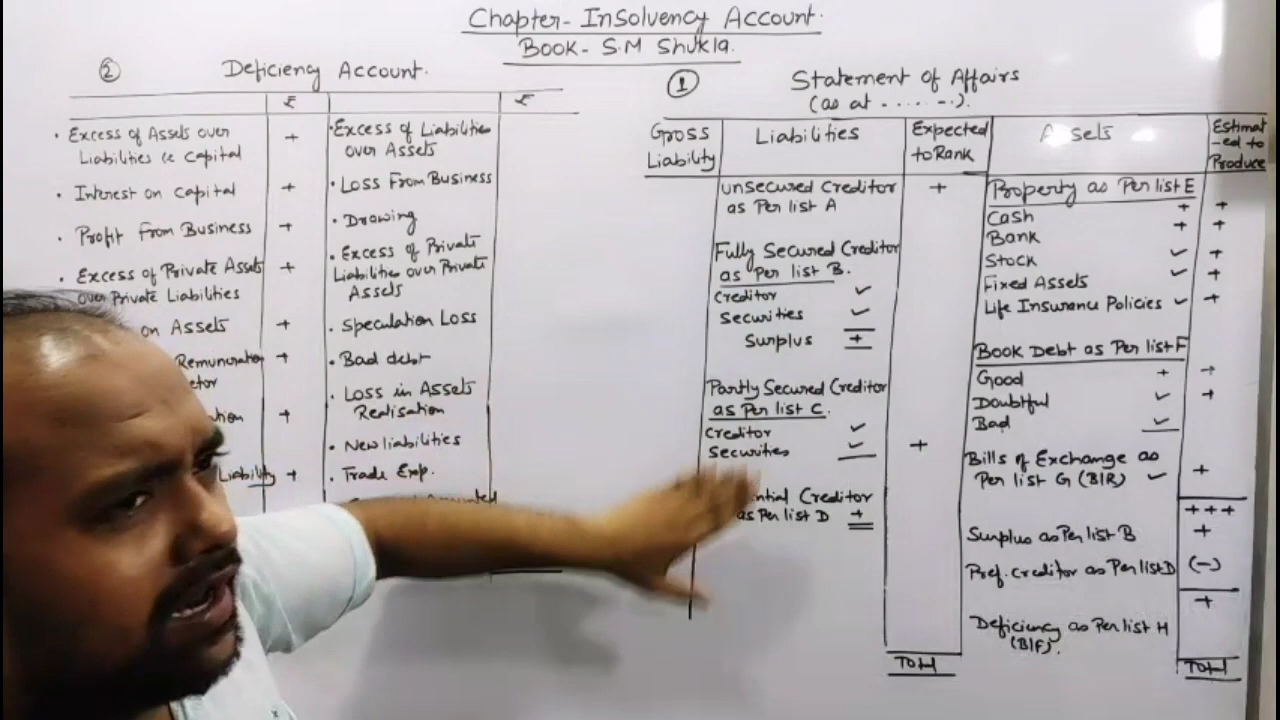 Chapter- Insolvency Account.
Book- S.M Shukla.
② Deficiency Account.
₹ ₹
• Excess of Assets over
Liabilities ie Capital +
• Interest on Capital +
• Profit From Business +
• Excess of Private Assets +
over Private Liabilities
on Assets +
Remuneration +
+
Liability +
• Excess of Liabilities
over Assets
• Loss From Business
• Drawing
• Excess of Private
Liabilities over Private
Assets
• Speculation Loss
• Bad debt
• Loss in Assets
Realisation
• New liabilities
• Trade Exp.
① Statement of Affairs
(as at ..... -).
Gross
Liability
Liabilities
Expected
to Rank
Assets
Estimat
-ed to
Produce
unsecured Creditor +
as Per list A
Fully Secured Creditor
as Per list B.
Creditor ✓
Securities ✓
Surplus +
Partly Secured Creditor
as Per list C.
Creditor ✓
Securities ✓ +
Creditor
as Per list D +
Total
Property as Per list E
Cash + +
Bank + +
Stock ✓ +
Fixed Assets ✓ +
Life Insurance Policies ✓ +
Book Debt as Per list F
Good + +
Doubtful ✓ +
Bad ✓
Bills of Exchange as
Per list G (B/R) ✓ +
+++
Surplus as Per list B +
Pref. Creditor as Per list D (-)
+
Deficiency as Per list H
(B/F).
Total